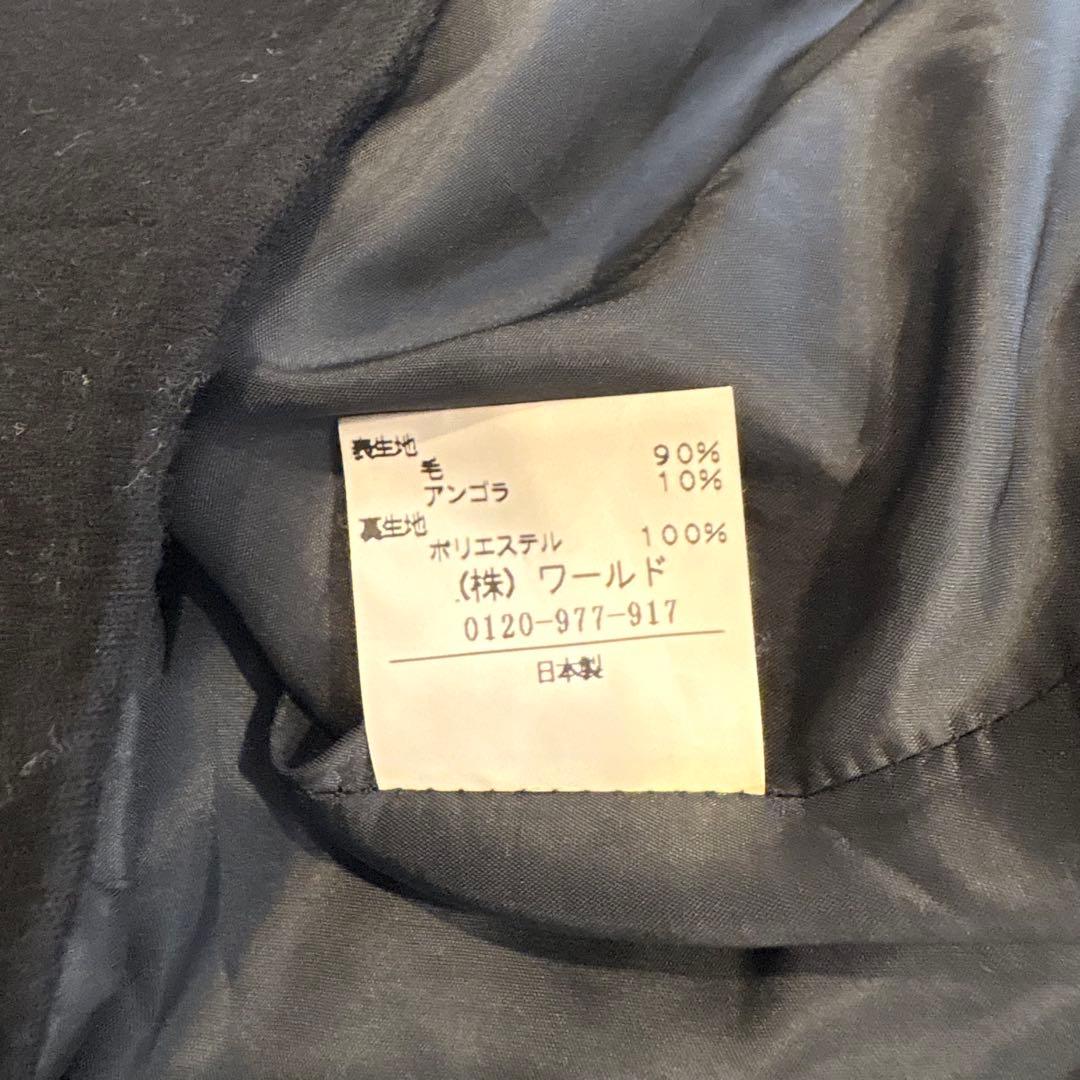 表生地
毛 90%
アンゴラ 10%
裏生地
ポリエステル 100%
(株) ワールド
0120-977-917
日本製